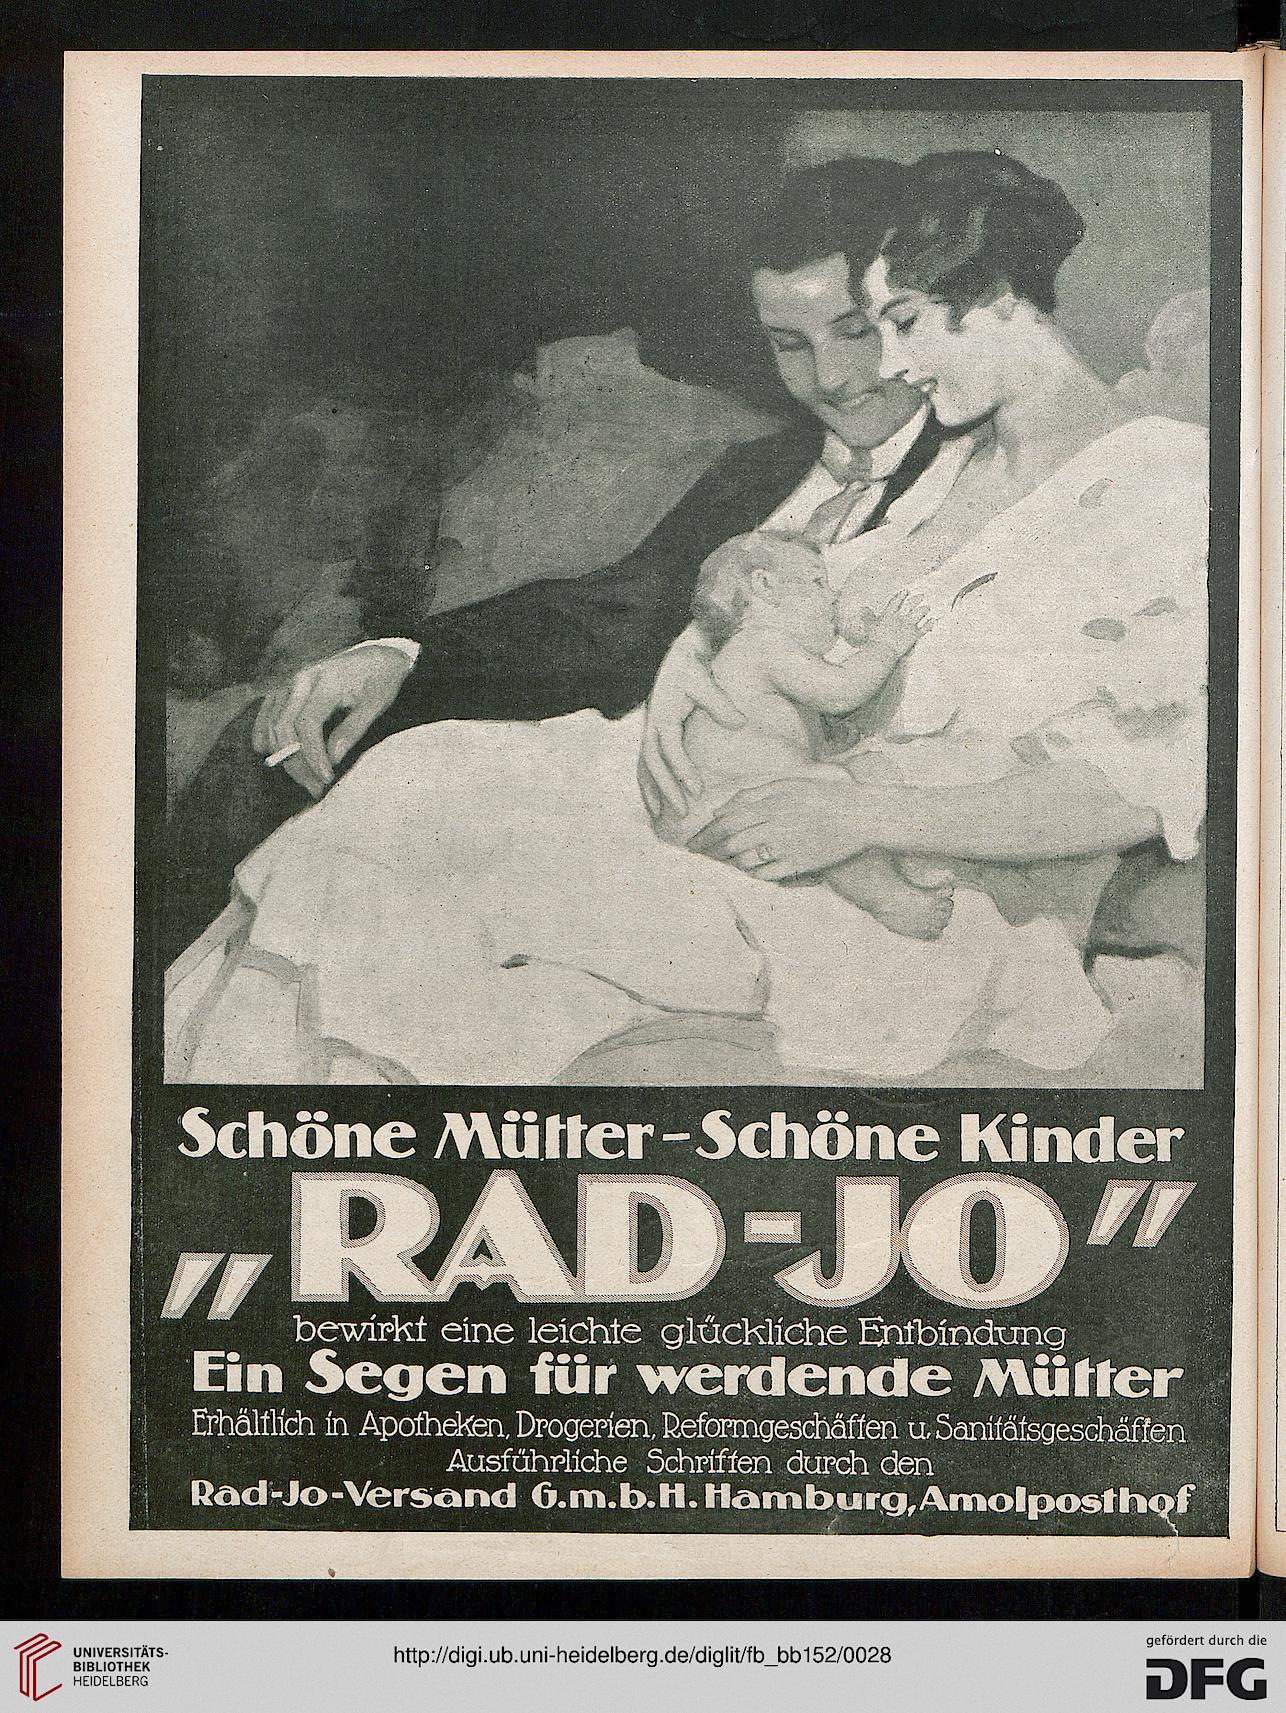 Schöne Mütter-Schöne Kinder
„RAD-JO”
bewirkt eine leichte glückliche Entbindung
Ein Segen für werdende Mütter
Erhältlich in Apotheken, Drogerien, Reformgeschäften u. Sanitätsgeschäften
Ausführliche Schriften durch den
Rad-Jo-Versand G.m.b.H. Hamburg, Amolposthof
UNIVERSITÄTS-
BIBLIOTHEK
HEIDELBERG
http://digi.ub.uni-heidelberg.de/diglit/fb_bb152/0028
gefördert durch die
DFG